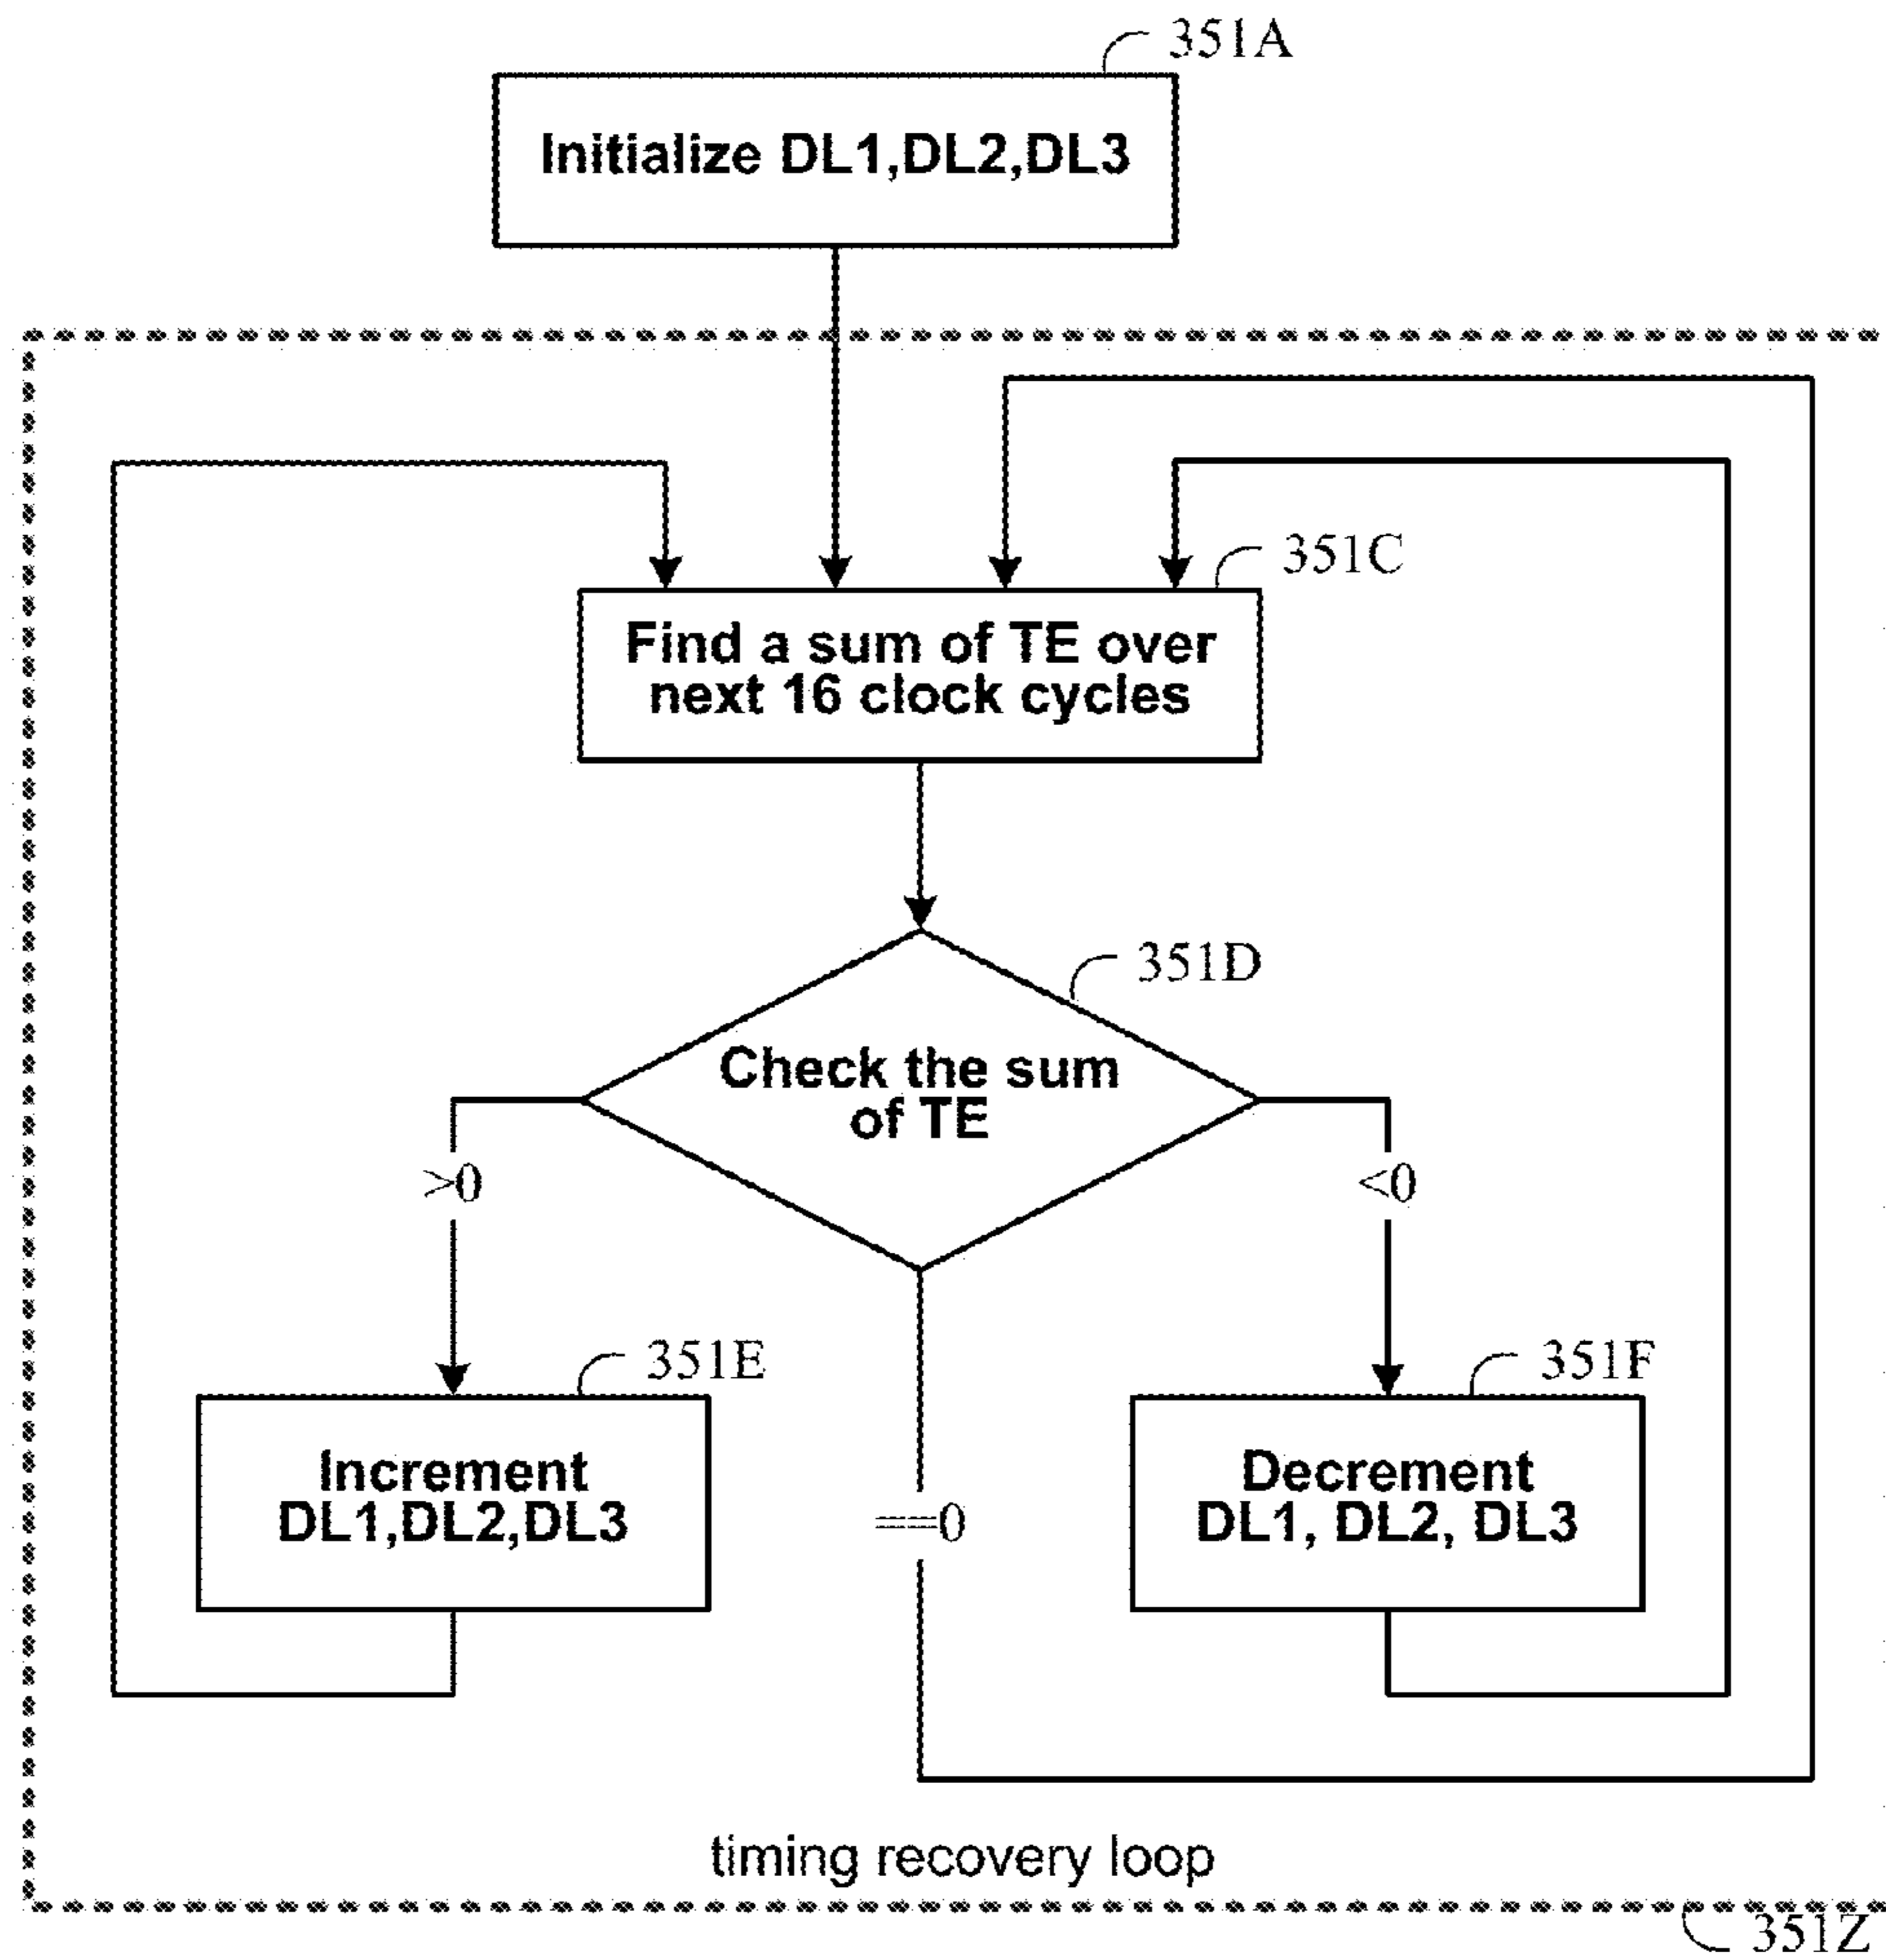 351A
Initialize DL1,DL2,DL3
351C
Find a sum of TE over
next 16 clock cycles
351D
Check the sum
of TE
>0
<0
351E
351F
Increment
DL1,DL2,DL3
==0
Decrement
DL1, DL2, DL3
timing recovery loop
351Z